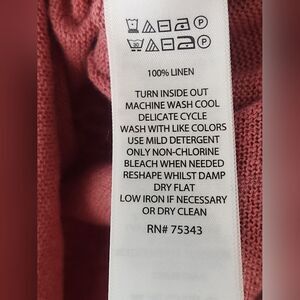 100% LINEN
TURN INSIDE OUT
MACHINE WASH COOL
DELICATE CYCLE
WASH WITH LIKE COLORS
USE MILD DETERGENT
ONLY NON-CHLORINE
BLEACH WHEN NEEDED
RESHAPE WHILST DAMP
DRY FLAT
LOW IRON IF NECESSARY
OR DRY CLEAN
RN# 75343